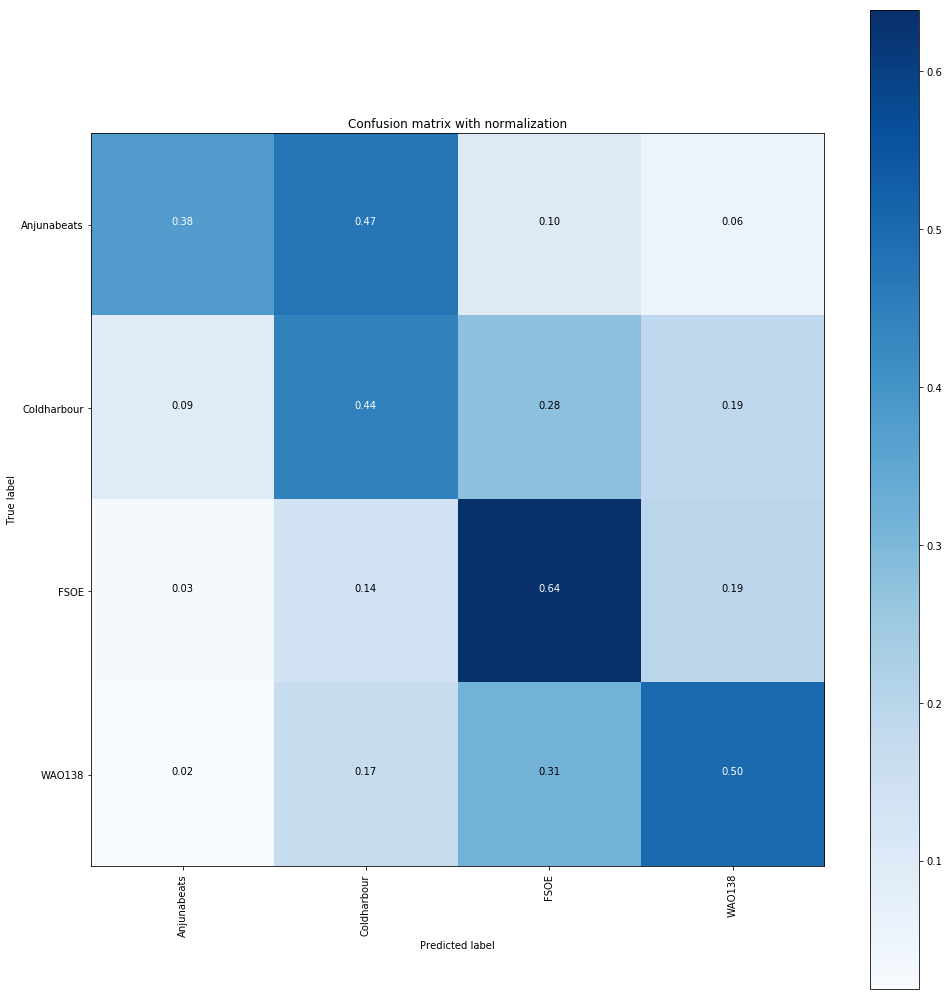 Confusion matrix with normalization
True label
Anjunabeats 0.38 0.47 0.10 0.06
Coldharbour 0.09 0.44 0.28 0.19
FSOE 0.03 0.14 0.64 0.19
WAO138 0.02 0.17 0.31 0.50
Anjunabeats Coldharbour FSOE WAO138
Predicted label
0.6
0.5
0.4
0.3
0.2
0.1